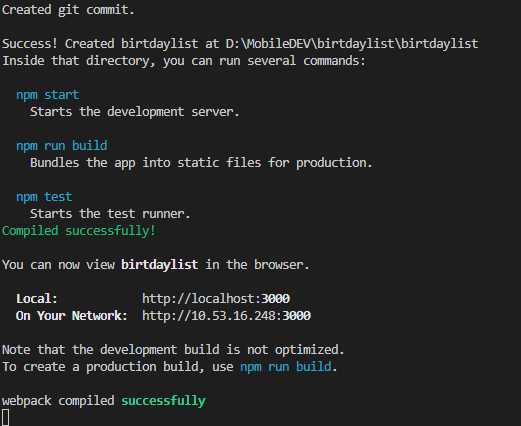 Created git commit.
Success! Created birtdaylist at D:\MobileDEV\birtdaylist\birtdaylist
Inside that directory, you can run several commands:
npm start
Starts the development server.
npm run build
Bundles the app into static files for production.
npm test
Starts the test runner.
Compiled successfully!
You can now view birtdaylist in the browser.
Local: http://localhost:3000
On Your Network: http://10.53.16.248:3000
Note that the development build is not optimized.
To create a production build, use npm run build.
webpack compiled successfully